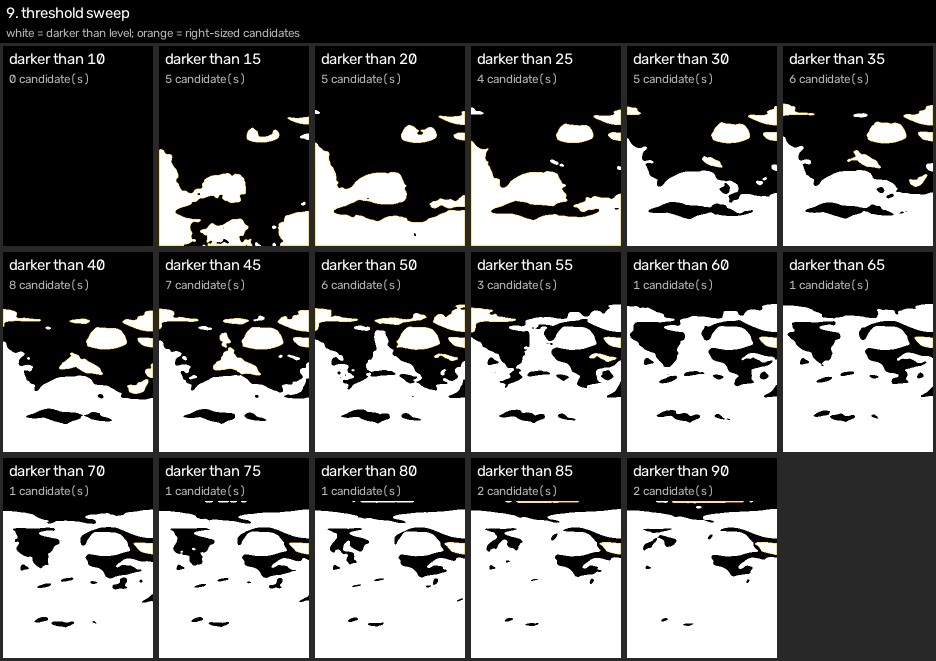 9. threshold sweep
white = darker than level; orange = right-sized candidates
darker than 10
0 candidate(s)
darker than 15
5 candidate(s)
darker than 20
5 candidate(s)
darker than 25
4 candidate(s)
darker than 30
5 candidate(s)
darker than 35
6 candidate(s)
darker than 40
8 candidate(s)
darker than 45
7 candidate(s)
darker than 50
6 candidate(s)
darker than 55
3 candidate(s)
darker than 60
1 candidate(s)
darker than 65
1 candidate(s)
darker than 70
1 candidate(s)
darker than 75
1 candidate(s)
darker than 80
1 candidate(s)
darker than 85
2 candidate(s)
darker than 90
2 candidate(s)